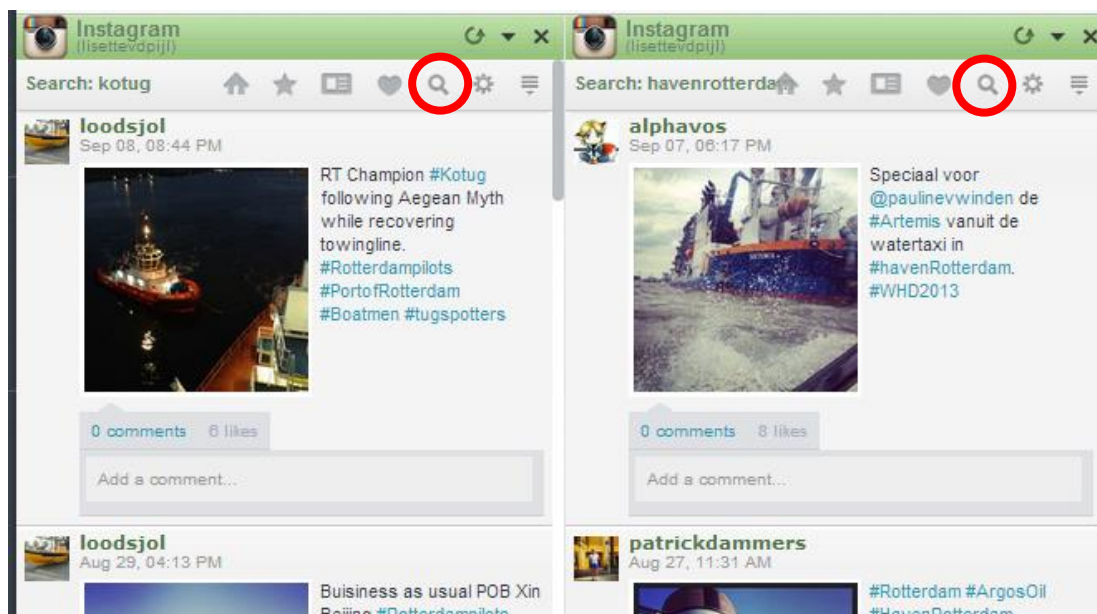 Instagram
(lisettevdpijl)
Search: kotug
loodsjol
Sep 08, 08:44 PM
RT Champion #Kotug
following Aegean Myth
while recovering
towingline.
#Rotterdampilots
#PortofRotterdam
#Boatmen #tugspotters
0 comments 6 likes
Add a comment...
loodsjol
Aug 29, 04:13 PM
Buisiness as usual POB Xin
Beijing #Rotterdampilots
Instagram
(lisettevdpijl)
Search: havenrotterda
alphavos
Sep 07, 06:17 PM
Speciaal voor
@paulinevwinden de
#Artemis vanuit de
watertaxi in
#havenRotterdam.
#WHD2013
0 comments 8 likes
Add a comment...
patrickdammers
Aug 27, 11:31 AM
#Rotterdam #ArgosOil
#HavenRotterdam